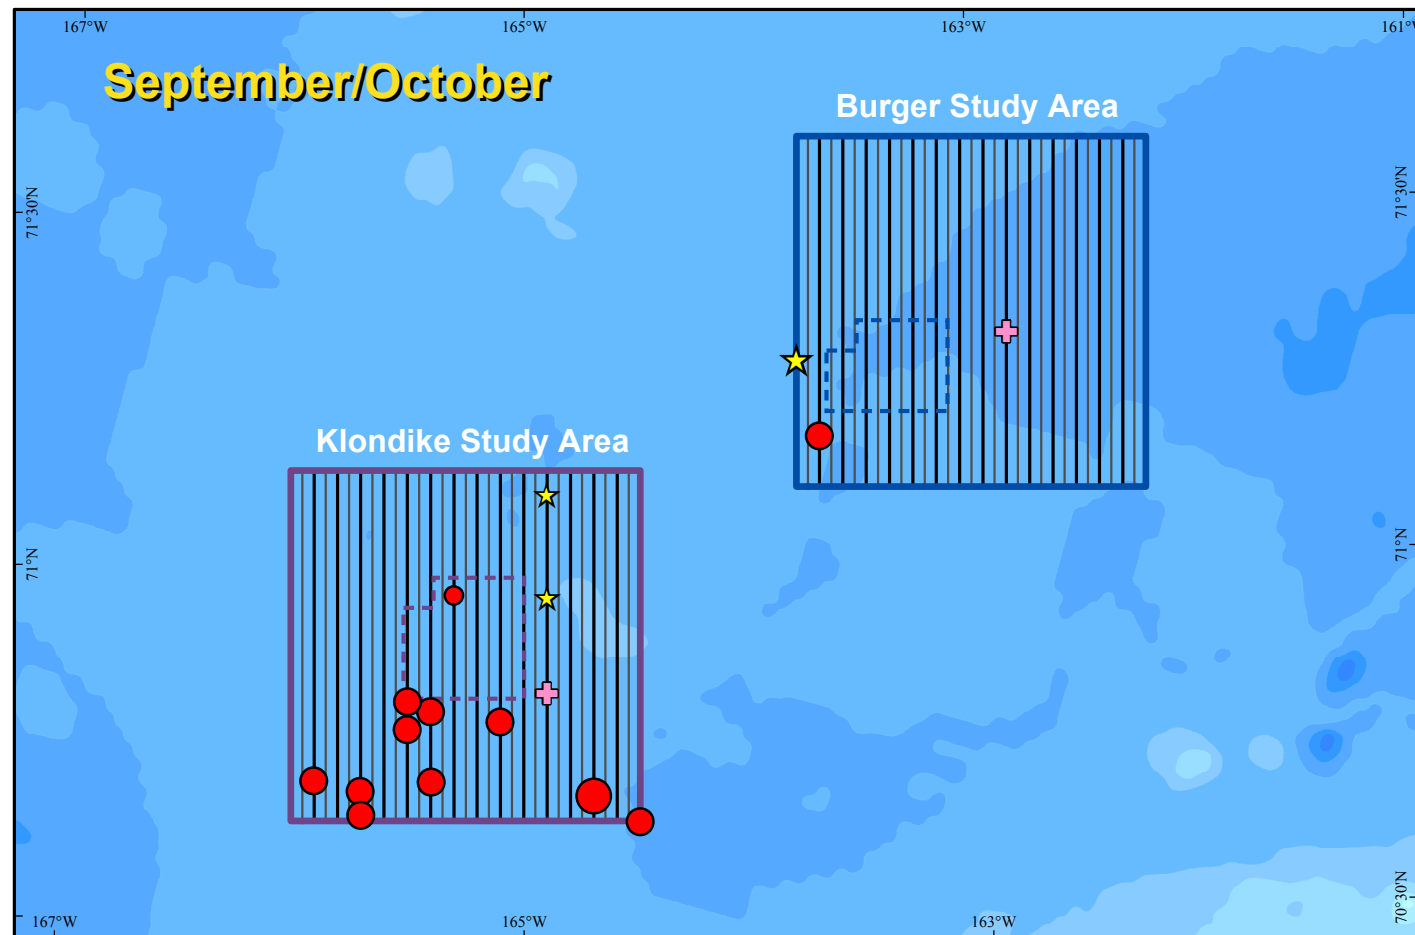 167°W 165°W 163°W 161°W
September/October
Burger Study Area
71°30'N 71°30'N
Klondike Study Area
71°N 71°N
70°30'N
167°W 165°W 163°W